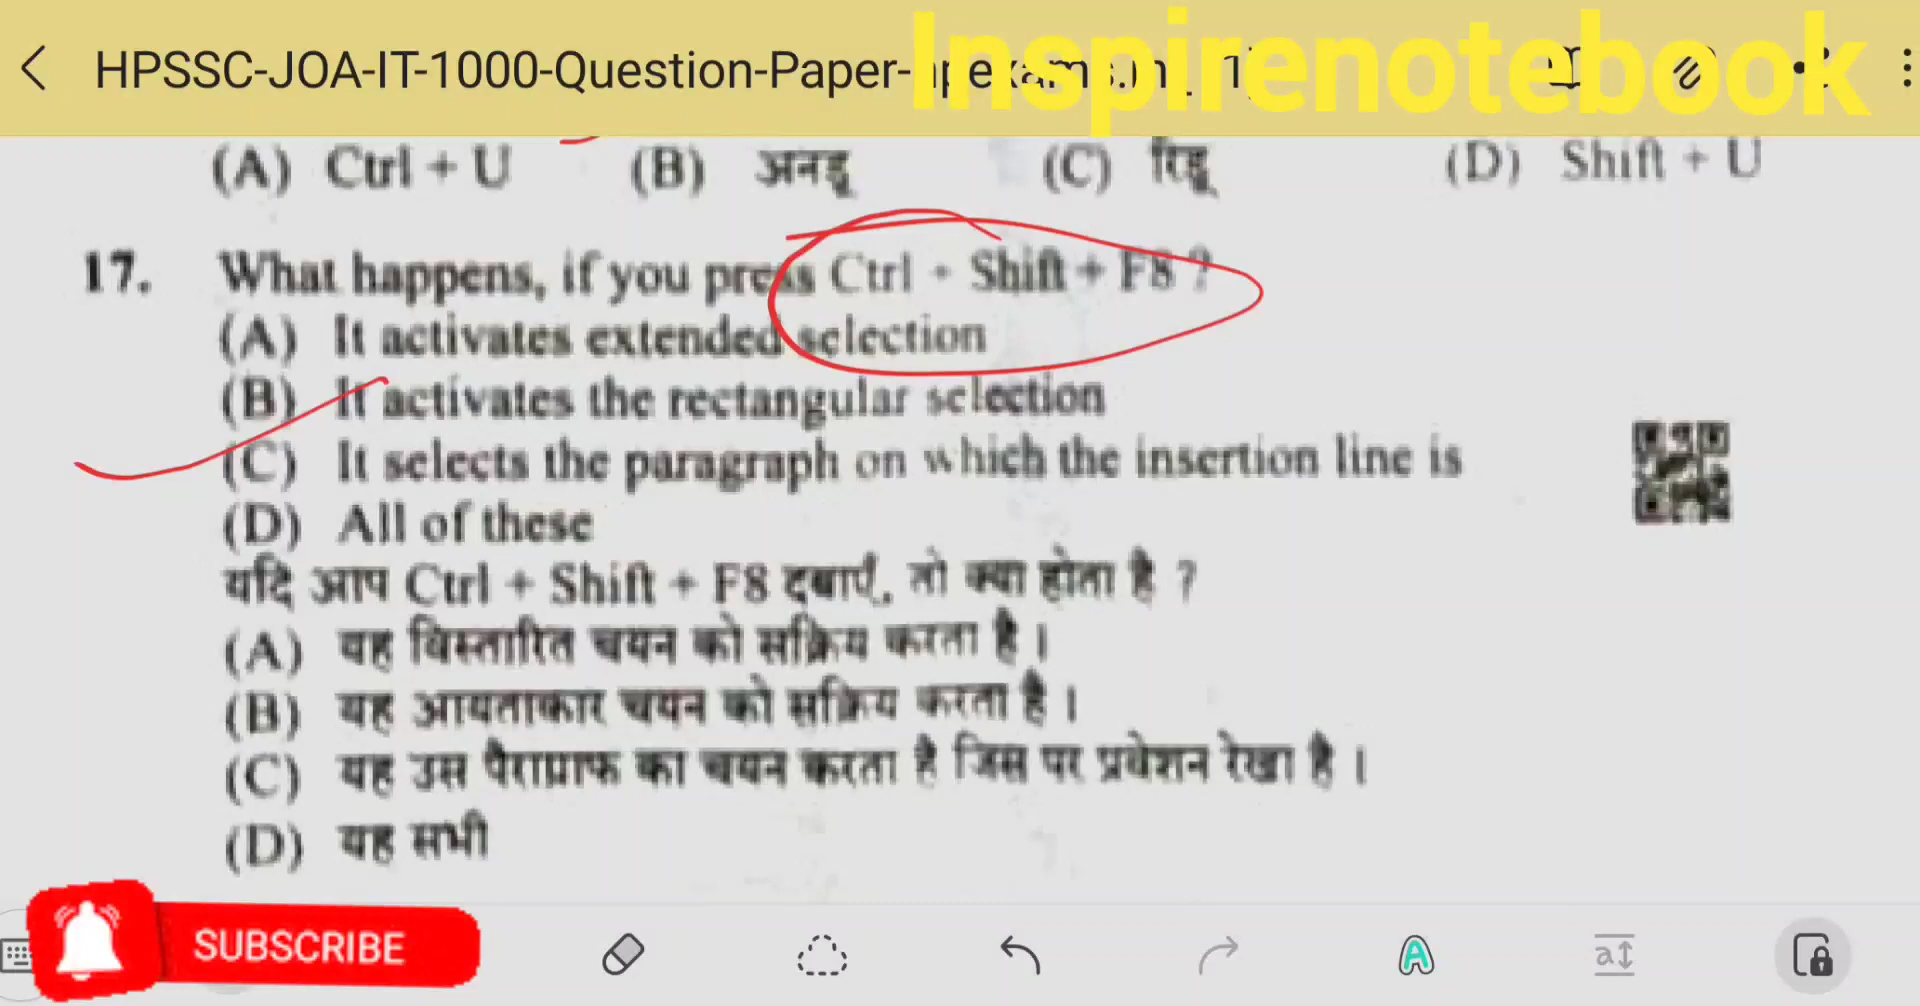 HPSSC-JOA-IT-1000-Question-Paper-
Inspirenotebook
(A) Ctrl + U (B) अनडू (C) रिडू (D) Shift + U
17. What happens, if you press Ctrl + Shift + F8 ?
(A) It activates extended selection
(B) It activates the rectangular selection
(C) It selects the paragraph on which the insertion line is
(D) All of these
यदि आप Ctrl + Shift + F8 दबाएँ, तो क्या होता है ?
(A) यह विस्तारित चयन को सक्रिय करता है ।
(B) यह आयताकार चयन को सक्रिय करता है ।
(C) यह उस पैराग्राफ का चयन करता है जिस पर प्रवेशन रेखा है ।
(D) यह सभी
SUBSCRIBE
A a